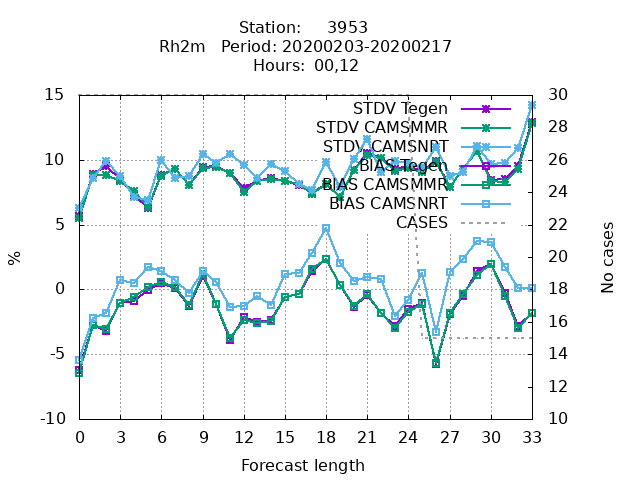 Station: 3953
Rh2m Period: 20200203-20200217
Hours: 00,12
15 30
STDV Tegen
28
STDV CAMSMMR
STDV CAMSNRT
10 26
BIAS Tegen
BIAS CAMSMMR
24
BIAS CAMS NRT
CASES
5 22
20
% No cases
0 18
16
-5 14
12
-10 10
0 3 6 9 12 15 18 21 24 27 30 33
Forecast length